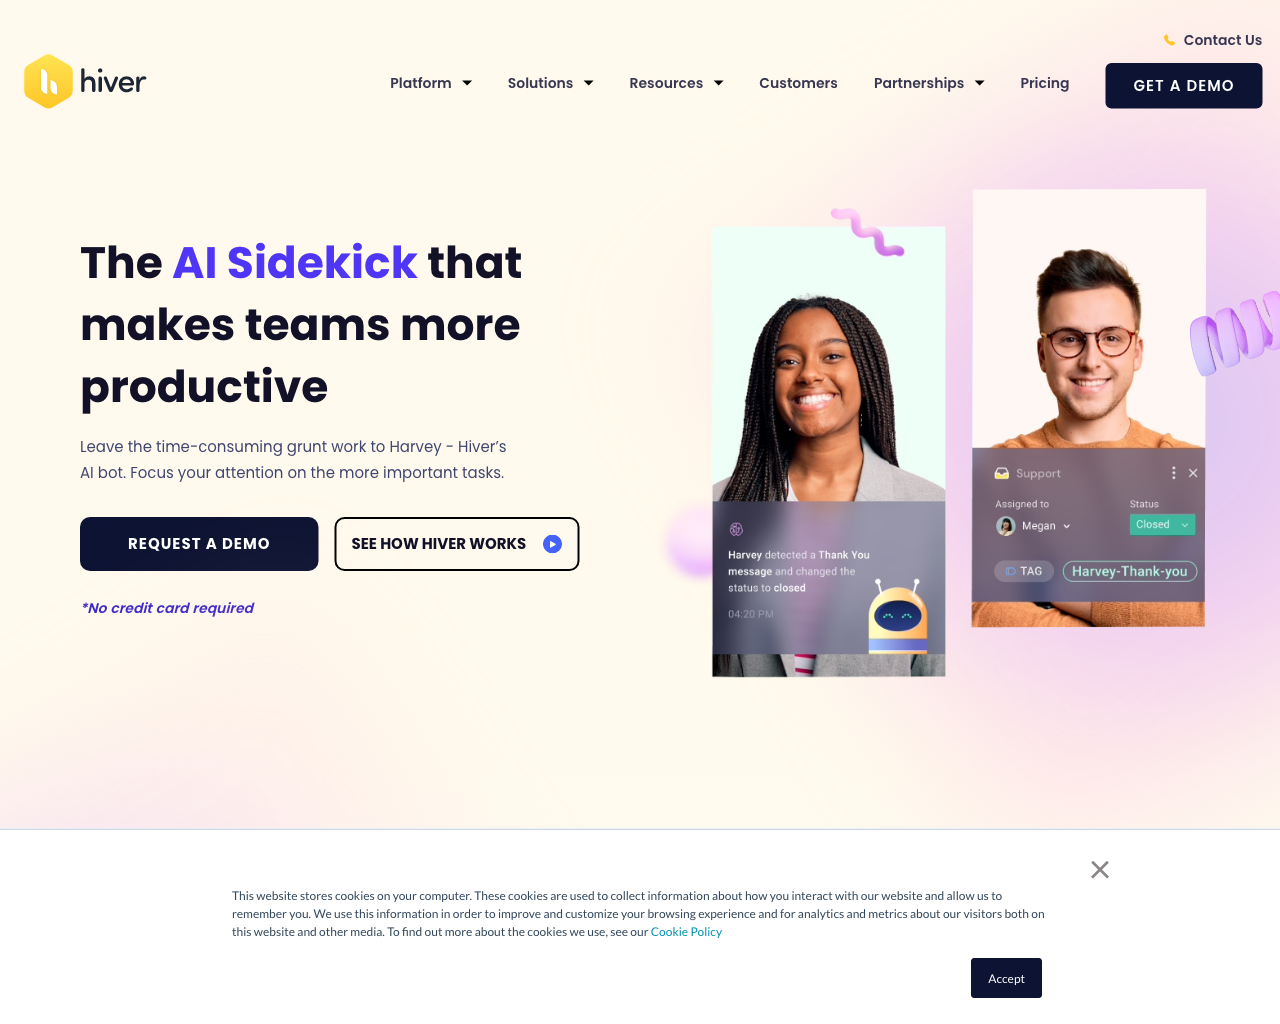 Contact Us
hiver
Platform
Solutions
Resources
Customers
Partnerships
Pricing
GET A DEMO
The AI Sidekick that
makes teams more
productive
Leave the time-consuming grunt work to Harvey - Hiver's
AI bot. Focus your attention on the more important tasks.
REQUEST A DEMO
SEE HOW HIVER WORKS
*No credit card required
Harvey detected a Thank You
message and changed the
status to closed
04:20 PM
Support
Assigned to
Status
Megan
Closed
TAG
Harvey-Thank-you
This website stores cookies on your computer. These cookies are used to collect information about how you interact with our website and allow us to
remember you. We use this information in order to improve and customize your browsing experience and for analytics and metrics about our visitors both on
this website and other media. To find out more about the cookies we use, see our Cookie Policy
Accept